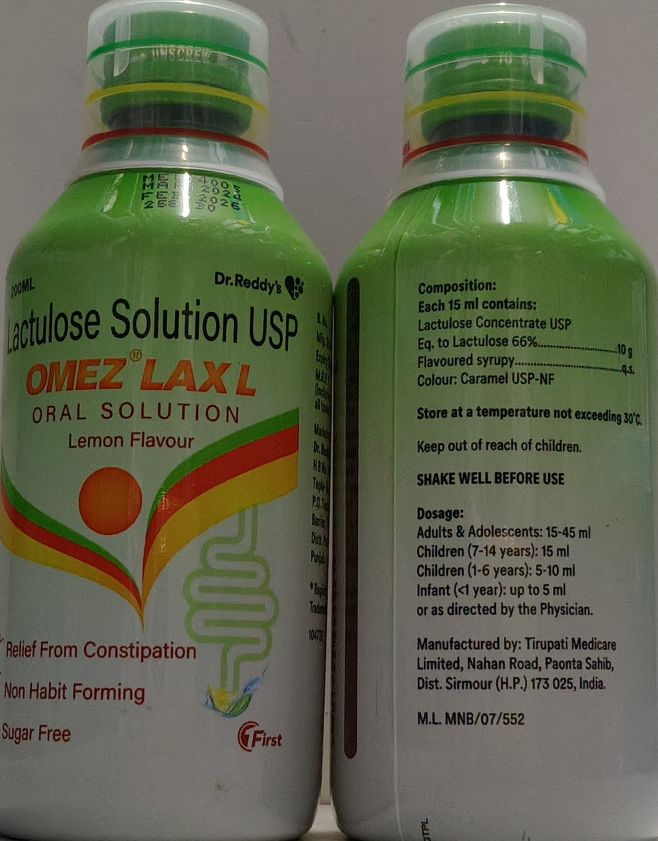 UNSCREW
200ML
Dr.Reddy's
Lactulose Solution USP
OMEZ® LAX L
ORAL SOLUTION
Lemon Flavour
Relief From Constipation
Non Habit Forming
Sugar Free
First
Composition:
Each 15 ml contains:
Lactulose Concentrate USP
Eq. to Lactulose 66%..............................10 g
Flavoured syrupy..................................q.s.
Colour: Caramel USP-NF
Store at a temperature not exceeding 30°C.
Keep out of reach of children.
SHAKE WELL BEFORE USE
Dosage:
Adults & Adolescents: 15-45 ml
Children (7-14 years): 15 ml
Children (1-6 years): 5-10 ml
Infant (<1 year): up to 5 ml
or as directed by the Physician.
Manufactured by: Tirupati Medicare
Limited, Nahan Road, Paonta Sahib,
Dist. Sirmour (H.P.) 173 025, India.
M.L. MNB/07/552
GTPL